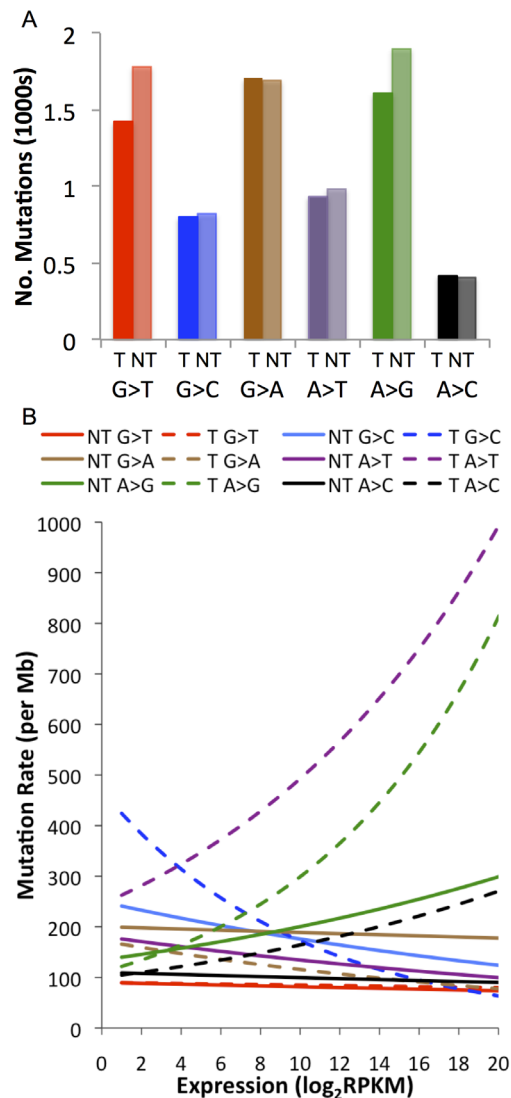 A
No. Mutations (1000s)
2
1.5
1
0.5
0
T NT T NT T NT T NT T NT T NT
G>T G>C G>A A>T A>G A>C
B
NT G>T T G>T NT G>C T G>C
NT G>A T G>A NT A>T T A>T
NT A>G T A>G NT A>C T A>C
Mutation Rate (per Mb)
1000
900
800
700
600
500
400
300
200
100
0
0 2 4 6 8 10 12 14 16 18 20
Expression (log₂RPKM)